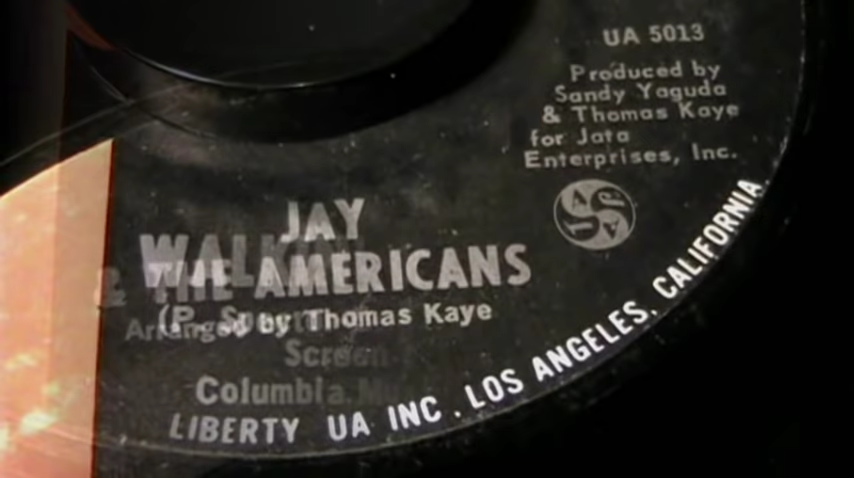 UA 5013
Produced by
Sandy Yaguda
& Thomas Kaye
for Jata
Enterprises, Inc.
JAY
& THE AMERICANS
Arranged by Thomas Kaye
(P. 
Screen
Columbia
LIBERTY UA INC. LOS ANGELES, CALIFORNIA